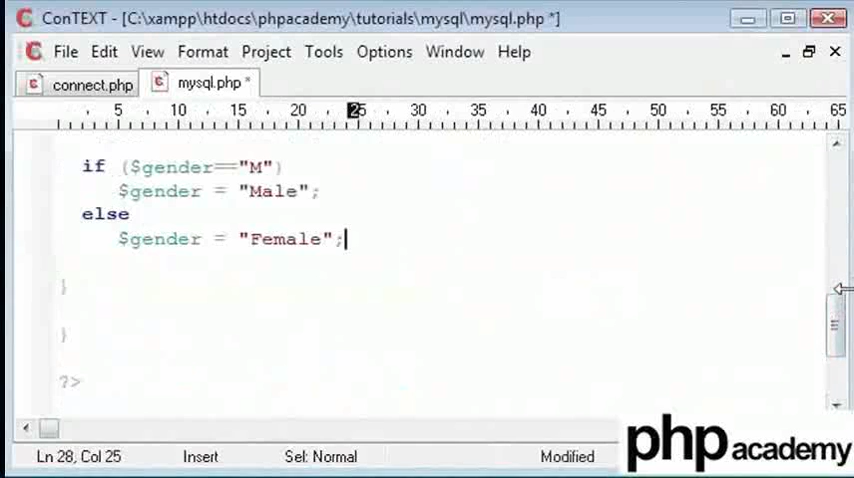 ConTEXT - [C:\xampp\htdocs\phpacademy\tutorials\mysql\mysql.php *]
File Edit View Format Project Tools Options Window Help
connect.php mysql.php *
5 10 15 20 25 30 35 40 45 50 55 60 65
if ($gender=="M")
$gender = "Male";
else
$gender = "Female";
}
}
?>
Ln 28, Col 25 Insert Sel: Normal Modified
php academy